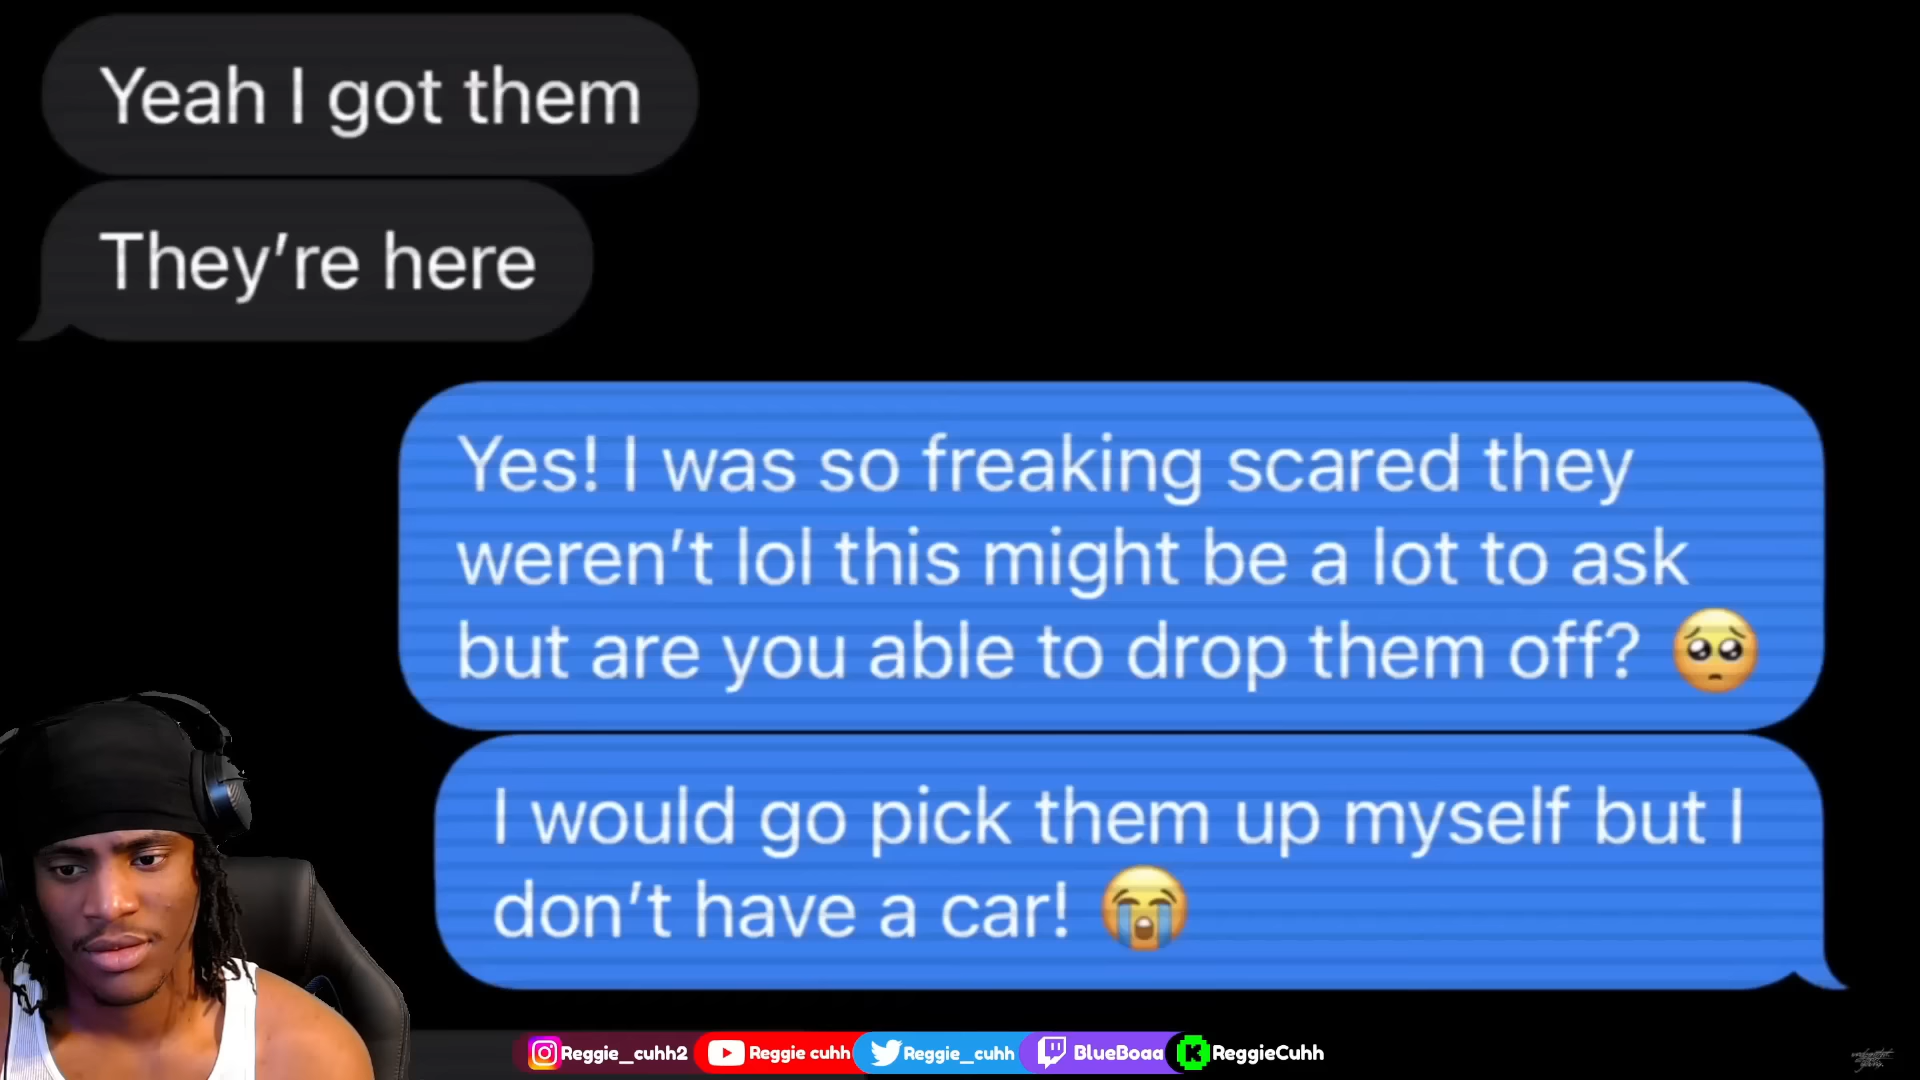 Yeah I got them
They’re here
Yes! I was so freaking scared they
weren’t lol this might be a lot to ask
but are you able to drop them off? 🥺
I would go pick them up myself but I
don’t have a car! 😭
Reggie_cuhh2 Reggie cuhh Reggie_cuhh BlueBoaa K ReggieCuhh